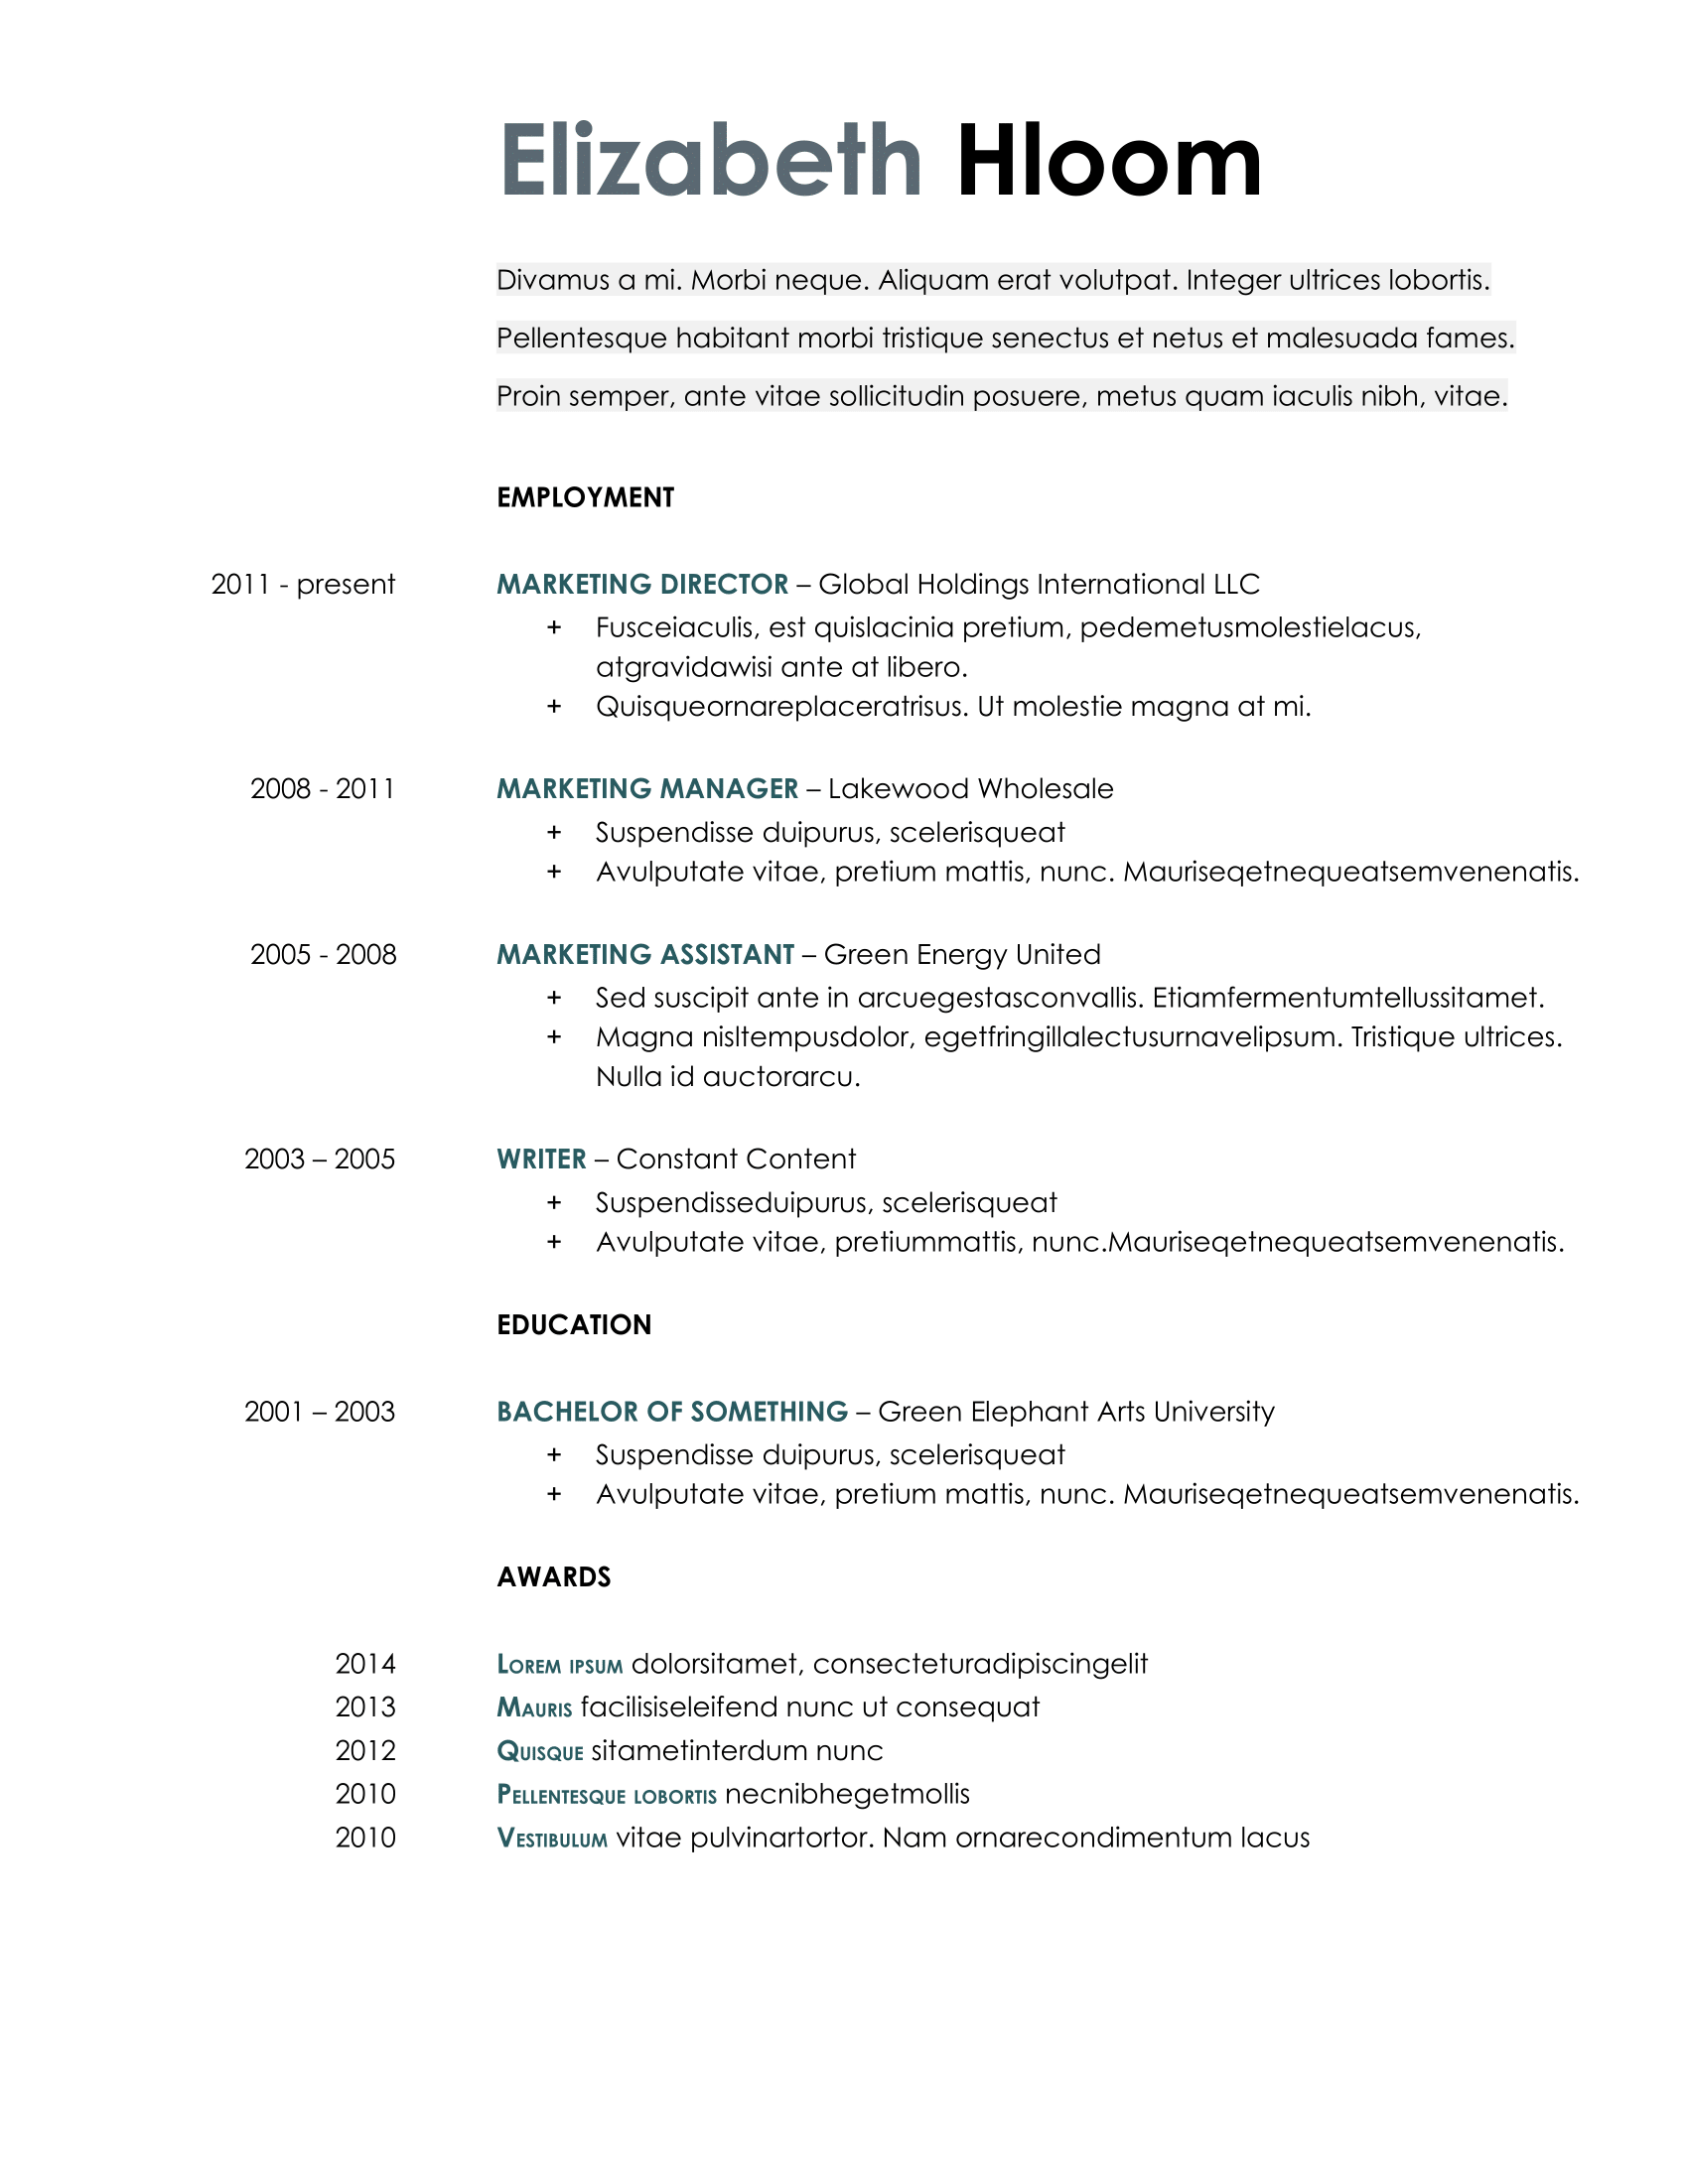 Elizabeth Hloom
Divamus a mi. Morbi neque. Aliquam erat volutpat. Integer ultrices lobortis.
Pellentesque habitant morbi tristique senectus et netus et malesuada fames.
Proin semper, ante vitae sollicitudin posuere, metus quam iaculis nibh, vitae.
EMPLOYMENT
2011 - present MARKETING DIRECTOR – Global Holdings International LLC
+ Fusceiaculis, est quislacinia pretium, pedemetusmolestielacus,
atgravidawisi ante at libero.
+ Quisqueornareplaceratrisus. Ut molestie magna at mi.
2008 - 2011 MARKETING MANAGER – Lakewood Wholesale
+ Suspendisse duipurus, scelerisqueat
+ Avulputate vitae, pretium mattis, nunc. Mauriseqetnequeatsemvenenatis.
2005 - 2008 MARKETING ASSISTANT – Green Energy United
+ Sed suscipit ante in arcuegestasconvallis. Etiamfermentumtellussitamet.
+ Magna nisltempusdolor, egetfringillalectusurnavelipsum. Tristique ultrices.
Nulla id auctorarcu.
2003 – 2005 WRITER – Constant Content
+ Suspendisseduipurus, scelerisqueat
+ Avulputate vitae, pretiummattis, nunc.Mauriseqetnequeatsemvenenatis.
EDUCATION
2001 – 2003 BACHELOR OF SOMETHING – Green Elephant Arts University
+ Suspendisse duipurus, scelerisqueat
+ Avulputate vitae, pretium mattis, nunc. Mauriseqetnequeatsemvenenatis.
AWARDS
2014 Lorem ipsum dolorsitamet, consecteturadipiscingelit
2013 Mauris facilisiseleifend nunc ut consequat
2012 Quisque sitametinterdum nunc
2010 Pellentesque lobortis necnibhegetmollis
2010 Vestibulum vitae pulvinartortor. Nam ornarecondimentum lacus